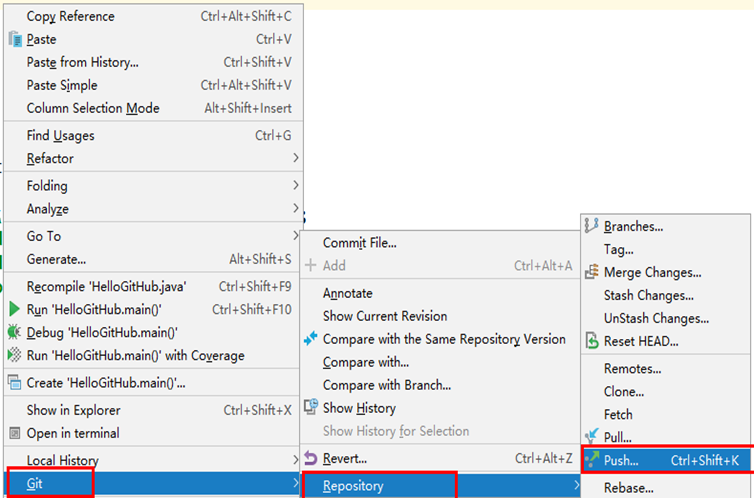 Copy Reference Ctrl+Alt+Shift+C
Paste Ctrl+V
Paste from History... Ctrl+Shift+V
Paste Simple Ctrl+Alt+Shift+V
Column Selection Mode Alt+Shift+Insert
Find Usages Ctrl+G
Refactor
Folding
Analyze
Go To
Generate... Alt+Shift+S
Recompile 'HelloGitHub.java' Ctrl+Shift+F9
Run 'HelloGitHub.main()' Ctrl+Shift+F10
Debug 'HelloGitHub.main()'
Run 'HelloGitHub.main()' with Coverage
Create 'HelloGitHub.main()'...
Show in Explorer Ctrl+Shift+X
Open in terminal
Local History
Git
Commit File...
Add Ctrl+Alt+A
Annotate
Show Current Revision
Compare with the Same Repository Version
Compare with...
Compare with Branch...
Show History
Show History for Selection
Revert... Ctrl+Alt+Z
Repository
Branches...
Tag...
Merge Changes...
Stash Changes...
UnStash Changes...
Reset HEAD...
Remotes...
Clone...
Fetch
Pull...
Push... Ctrl+Shift+K
Rebase...